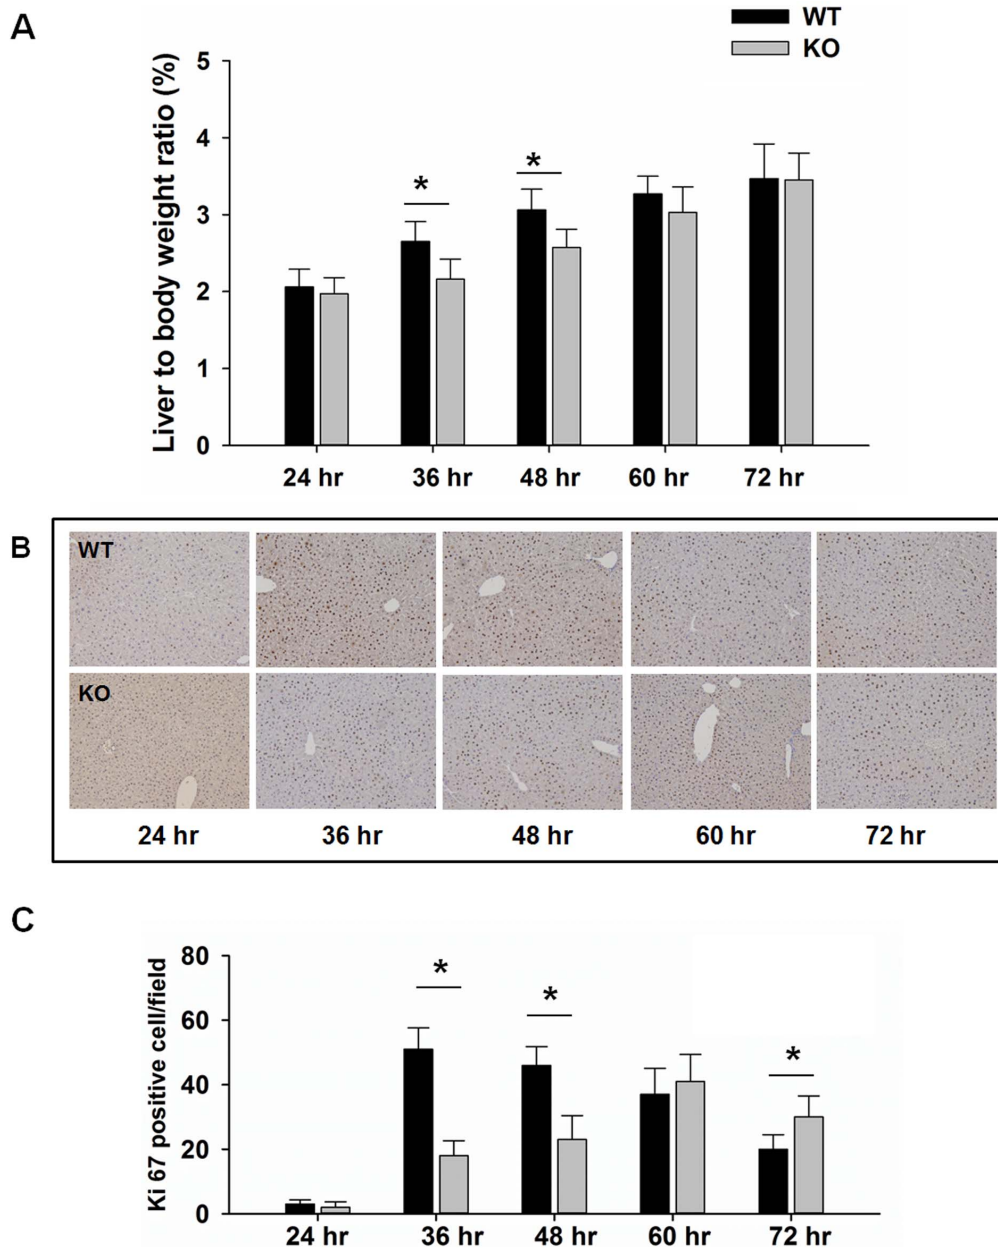 A
WT
KO
Liver to body weight ratio (%)
5
4
3
2
1
0
*
*
24 hr 36 hr 48 hr 60 hr 72 hr
B
WT
KO
24 hr 36 hr 48 hr 60 hr 72 hr
C
Ki 67 positive cell/field
80
60
40
20
0
*
*
*
24 hr 36 hr 48 hr 60 hr 72 hr